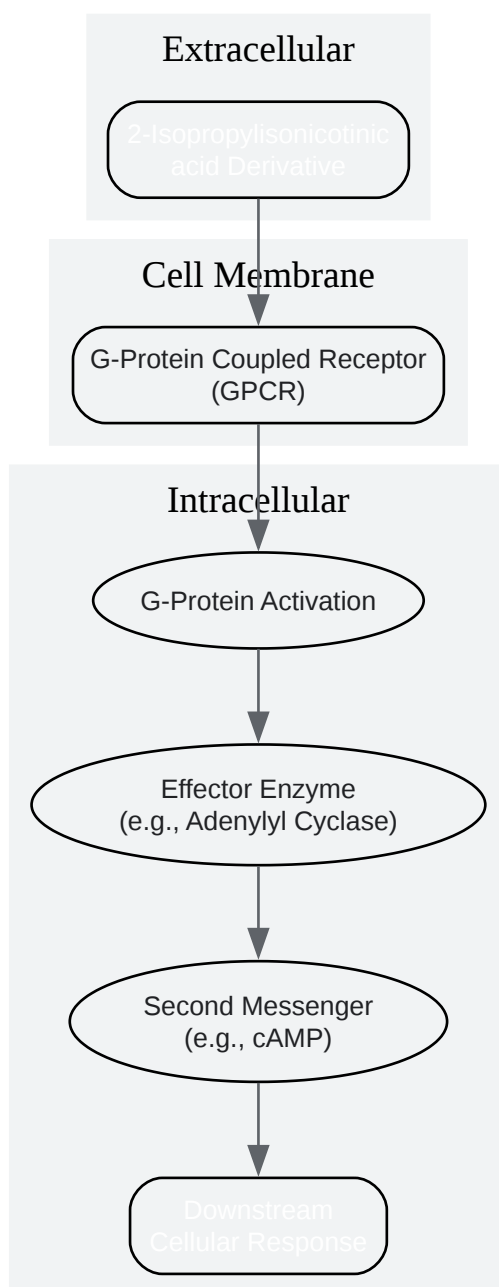 Extracellular
2-Isopropylisonicotinic
acid Derivative
Cell Membrane
G-Protein Coupled Receptor
(GPCR)
Intracellular
G-Protein Activation
Effector Enzyme
(e.g., Adenylyl Cyclase)
Second Messenger
(e.g., cAMP)
Downstream
Cellular Response